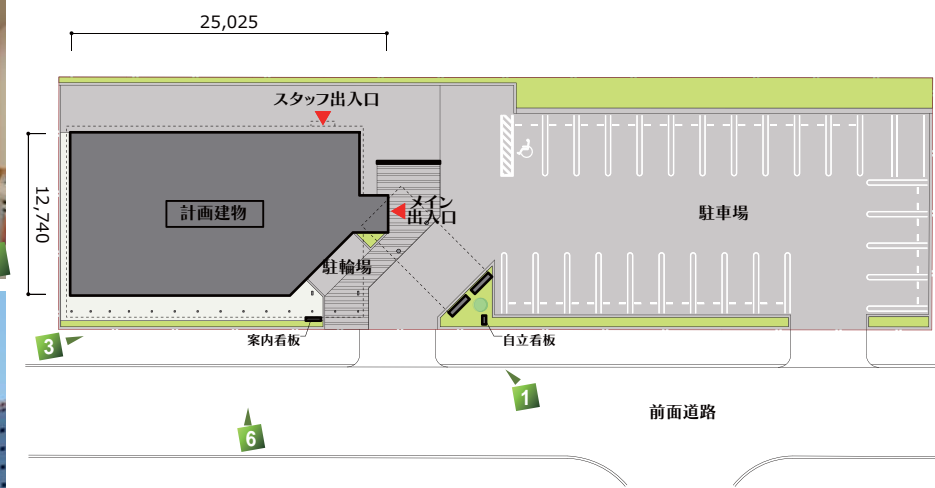 25,025
スタッフ出入口
12,740
計画建物
メイン
出入口
駐車場
駐輪場
案内看板
自立看板
3
1
6
前面道路